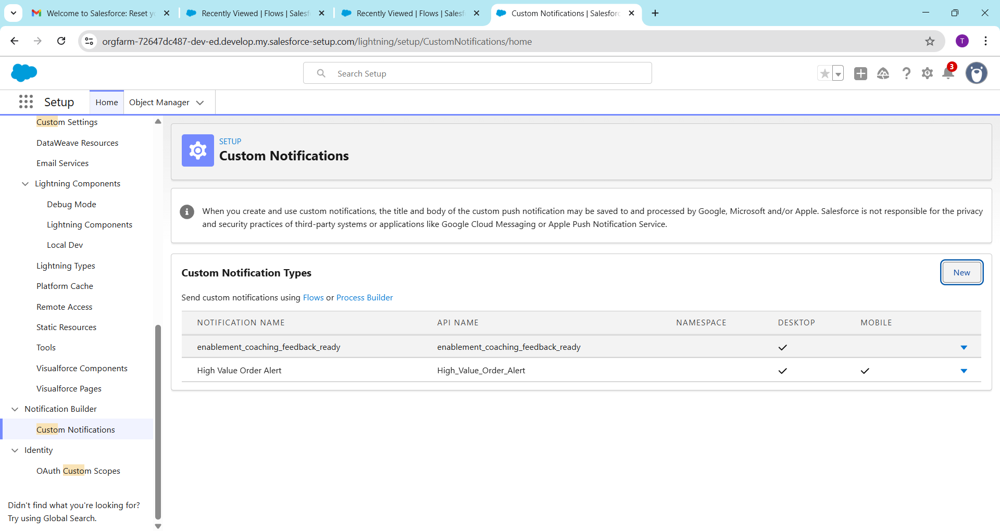 Welcome to Salesforce: Reset yo
Recently Viewed | Flows | Salesf
Recently Viewed | Flows | Salesf
Custom Notifications | Salesforc
orgfarm-72647dc487-dev-ed.develop.my.salesforce-setup.com/lightning/setup/CustomNotifications/home
T
Search Setup
3
Setup
Home
Object Manager
Custom Settings
DataWeave Resources
Email Services
Lightning Components
Debug Mode
Lightning Components
Local Dev
Lightning Types
Platform Cache
Remote Access
Static Resources
Tools
Visualforce Components
Visualforce Pages
Notification Builder
Custom Notifications
Identity
OAuth Custom Scopes
Didn't find what you're looking for?
Try using Global Search.
SETUP
Custom Notifications
When you create and use custom notifications, the title and body of the custom push notification may be saved to and processed by Google, Microsoft and/or Apple. Salesforce is not responsible for the privacy
and security practices of third-party systems or applications like Google Cloud Messaging or Apple Push Notification Service.
Custom Notification Types
New
Send custom notifications using Flows or Process Builder
NOTIFICATION NAME API NAME NAMESPACE DESKTOP MOBILE
enablement_coaching_feedback_ready enablement_coaching_feedback_ready
High Value Order Alert High_Value_Order_Alert